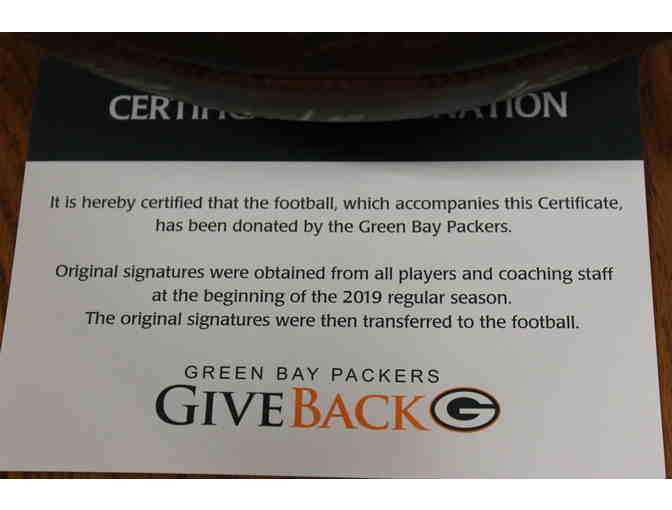 It is hereby certified that the football, which accompanies this Certificate,
has been donated by the Green Bay Packers.
Original signatures were obtained from all players and coaching staff
at the beginning of the 2019 regular season.
The original signatures were then transferred to the football.
GREEN BAY PACKERS
GIVEBACK G